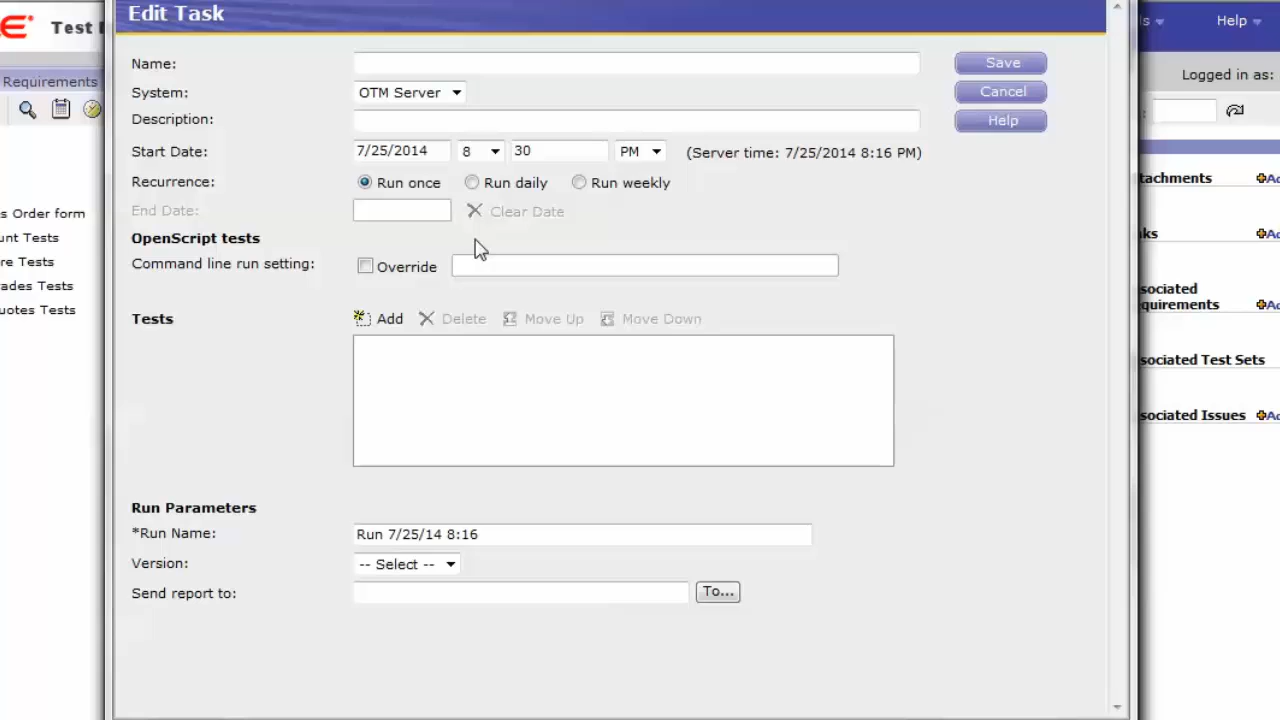 Edit Task
Test
Help
Requirements
Logged in as:
Name:
Save
System: OTM Server
Cancel
Description:
Help
Start Date: 7/25/2014 8 30 PM (Server time: 7/25/2014 8:16 PM)
Recurrence: Run once Run daily Run weekly
End Date: Clear Date
OpenScript tests
Command line run setting: Override
Tests Add Delete Move Up Move Down
Run Parameters
*Run Name: Run 7/25/14 8:16
Version: -- Select --
Send report to: To...
s Order form
unt Tests
re Tests
ades Tests
uotes Tests
tachments
ks
sociated
quirements
sociated Test Sets
sociated Issues